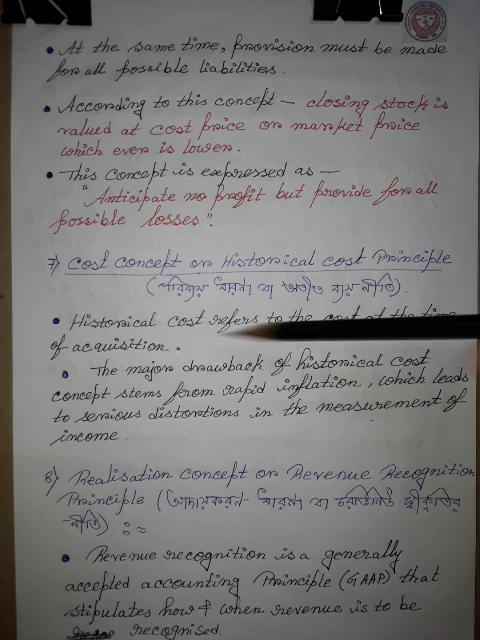 • At the same time, provision must be made
for all possible liabilities.
• According to this concept — closing stock is
valued at cost price or market price
which ever is lower.
• This concept is expressed as —
"Anticipate no profit but provide for all
possible losses".
7) Cost concept or Historical cost Principle
(পরিব্যয় ধারণা বা অতীত ব্যয় নীতি).
• Historical cost refers to the cost at the time
of acquisition.
• The major drawback of historical cost
concept stems from rapid inflation, which leads
to serious distortions in the measurement of
income.
8) Realisation concept or Revenue Recognition
Principle (আদায়করণ ধারণা বা স্বীকৃতির
নীতি) :=
• Revenue recognition is a generally
accepted accounting Principle (GAAP) that
stipulates how & when revenue is to be
recognised.